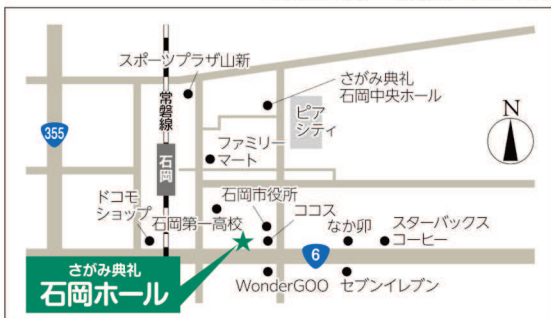 スポーツプラザ山新
さがみ典礼
石岡中央ホール
N
常磐線
ピア
シティ
355
ファミリー
マート
石岡
ドコモ
ショップ
石岡市役所
石岡第一高校
ココス
なか卯
スターバックス
コーヒー
6
さがみ典礼
石岡ホール
WonderGOO
セブンイレブン